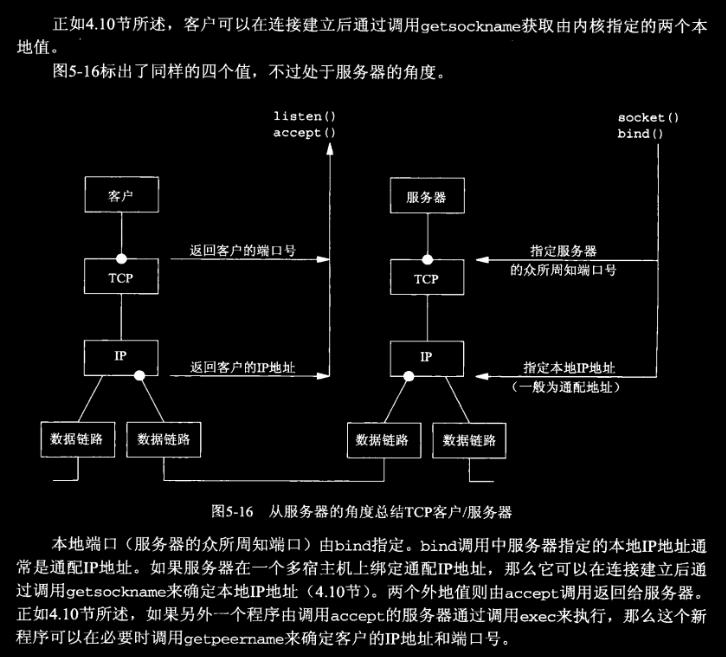 正如4.10节所述，客户可以在连接建立后通过调用getsockname获取由内核指定的两个本
地值。
图5-16标出了同样的四个值，不过处于服务器的角度。
listen()
accept()
socket()
bind()
客户
服务器
返回客户的端口号
指定服务器
的众所周知端口号
TCP
TCP
IP
IP
返回客户的IP地址
指定本地IP地址
（一般为通配地址）
数据链路
数据链路
数据链路
数据链路
图5-16 从服务器的角度总结TCP客户/服务器
本地端口（服务器的众所周知端口）由bind指定。bind调用中服务器指定的本地IP地址通
常是通配IP地址。如果服务器在一个多宿主机上绑定通配IP地址，那么它可以在连接建立后通
过调用getsockname来确定本地IP地址（4.10节）。两个外地值则由accept调用返回给服务器。
正如4.10节所述，如果另外一个程序由调用accept的服务器通过调用exec来执行，那么这个新
程序可以在必要时调用getpeername来确定客户的IP地址和端口号。